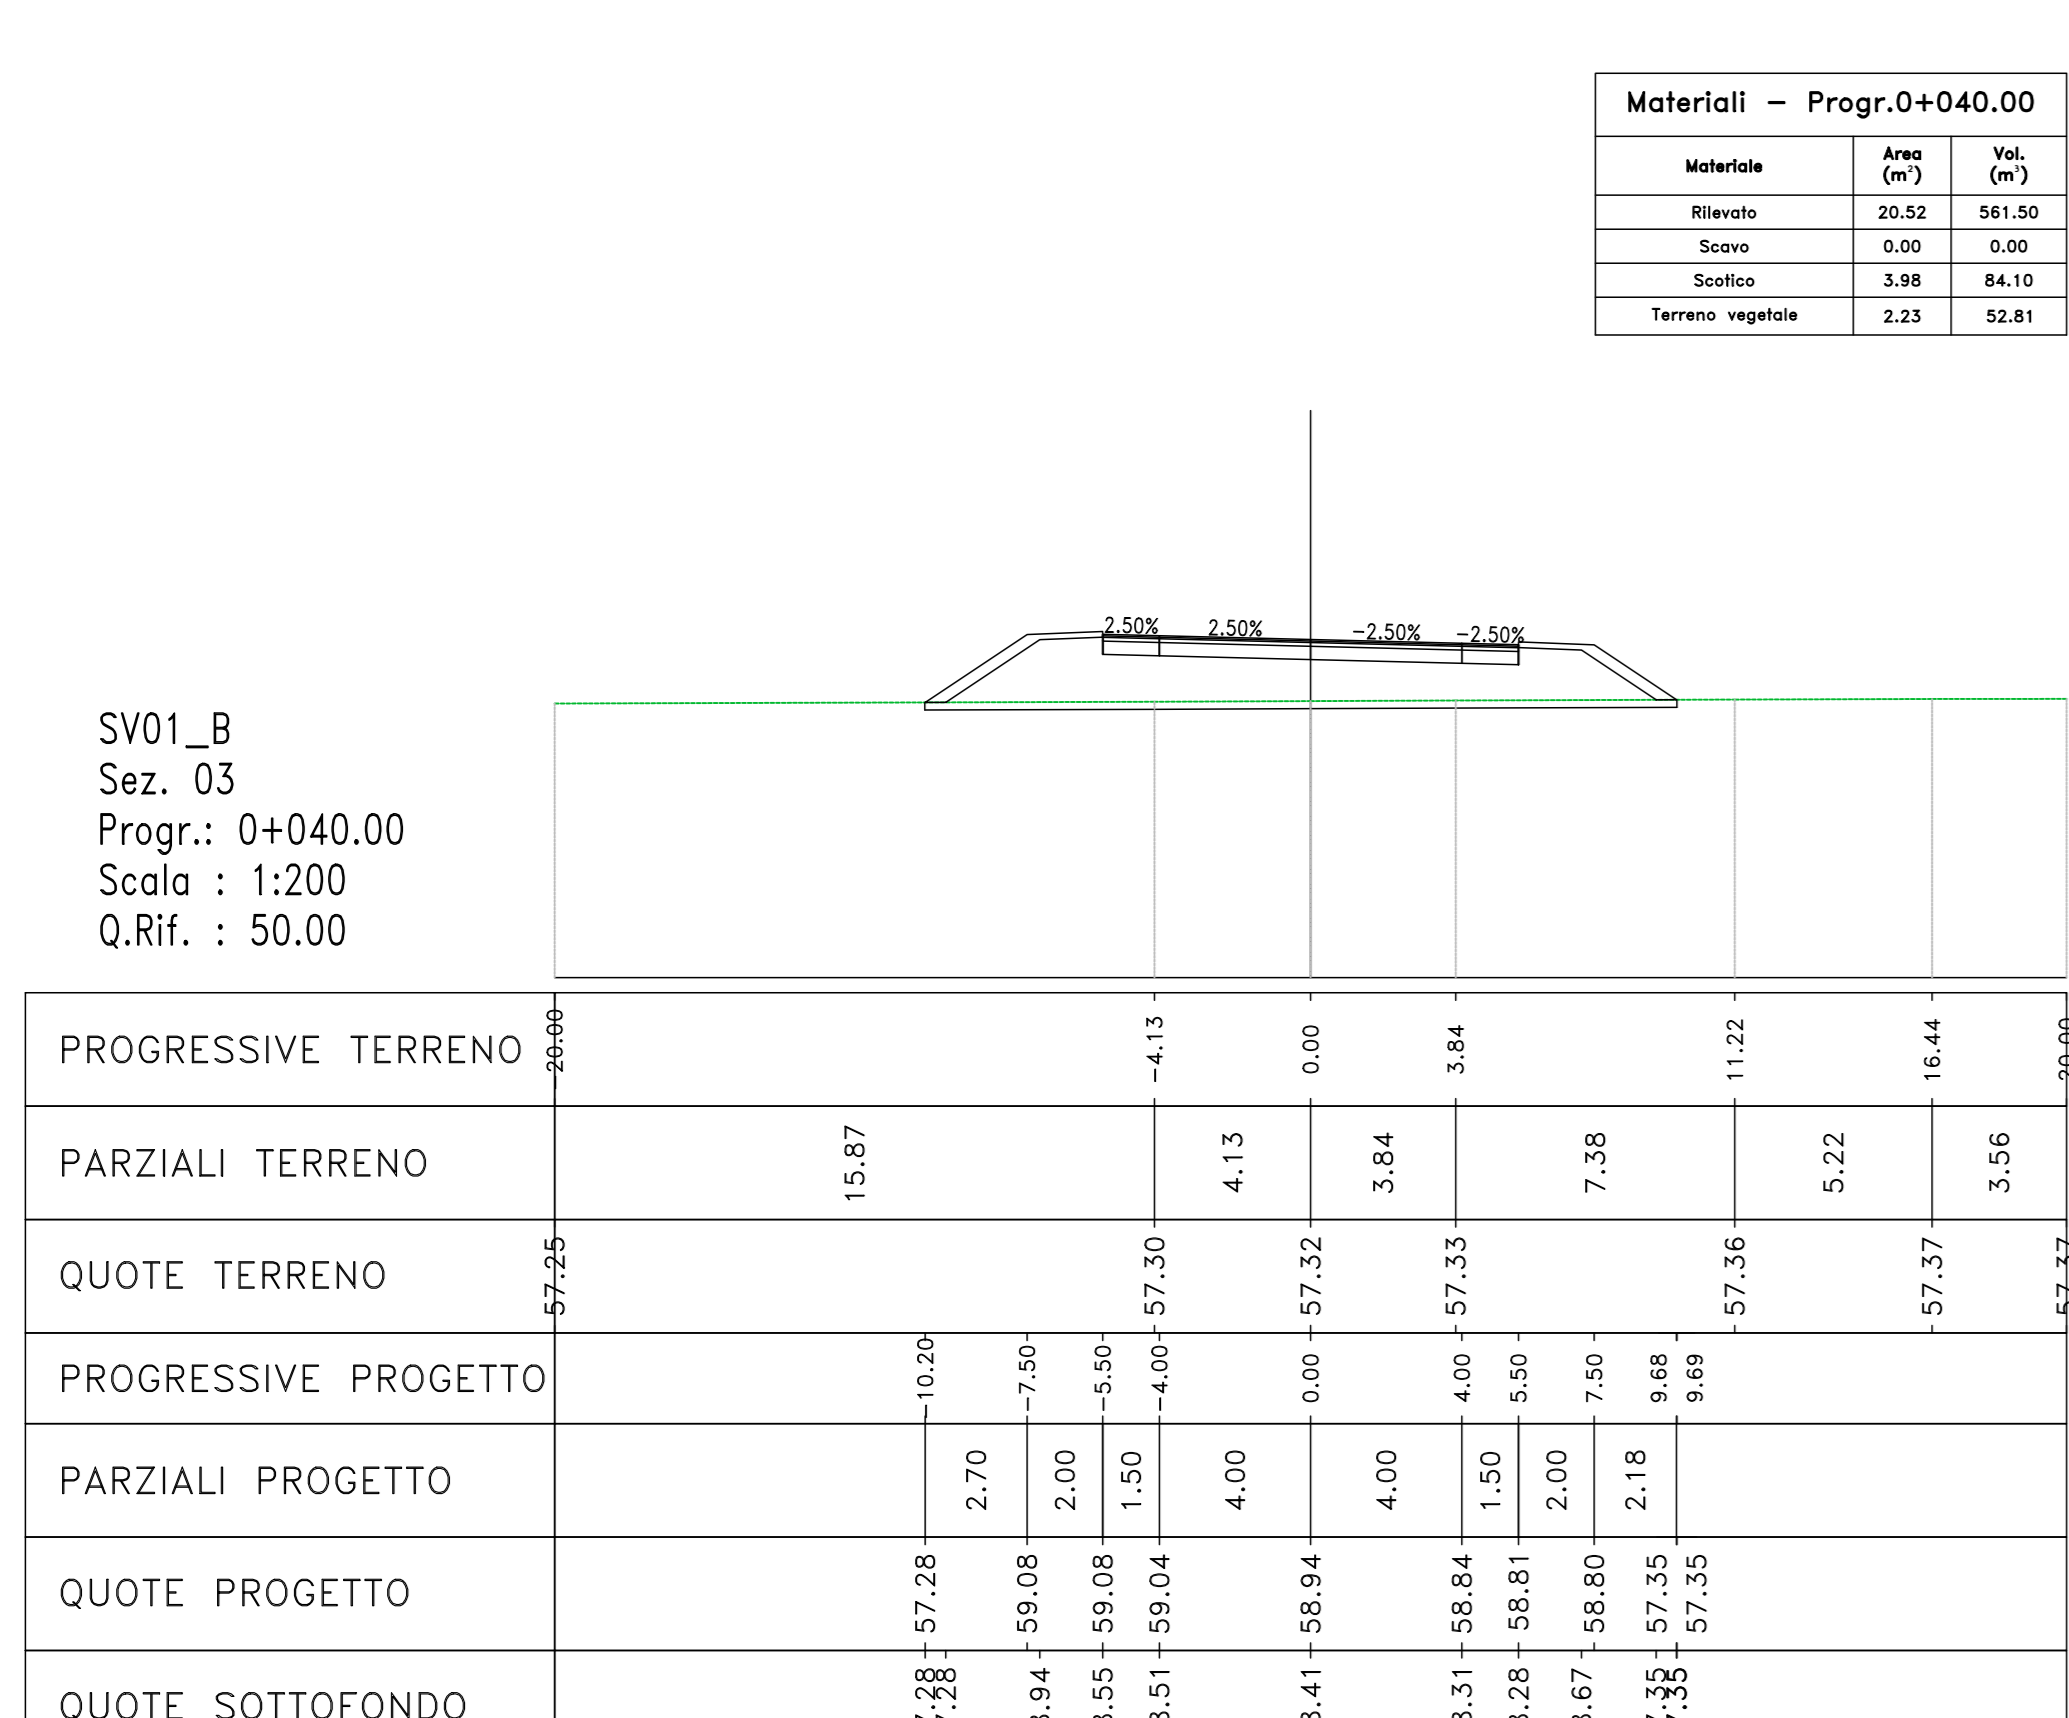 Materiali – Progr.0+040.00
Materiale Area (m²) Vol. (m³)
Rilevato 20.52 561.50
Scavo 0.00 0.00
Scotico 3.98 84.10
Terreno vegetale 2.23 52.81
2.50% 2.50% −2.50% −2.50%
SV01_B
Sez. 03
Progr.: 0+040.00
Scala : 1:200
Q.Rif. : 50.00
PROGRESSIVE TERRENO −20.00 −4.13 0.00 3.84 11.22 16.44 20.00
PARZIALI TERRENO 15.87 4.13 3.84 7.38 5.22 3.56
QUOTE TERRENO 57.25 57.30 57.32 57.33 57.36 57.37 57.37
PROGRESSIVE PROGETTO −10.20 −7.50 −5.50 −4.00 0.00 4.00 5.50 7.50 9.68 9.69
PARZIALI PROGETTO 2.70 2.00 1.50 4.00 4.00 1.50 2.00 2.18
QUOTE PROGETTO 57.28 59.08 59.08 59.04 58.94 58.84 58.81 58.80 57.35 57.35
QUOTE SOTTOFONDO